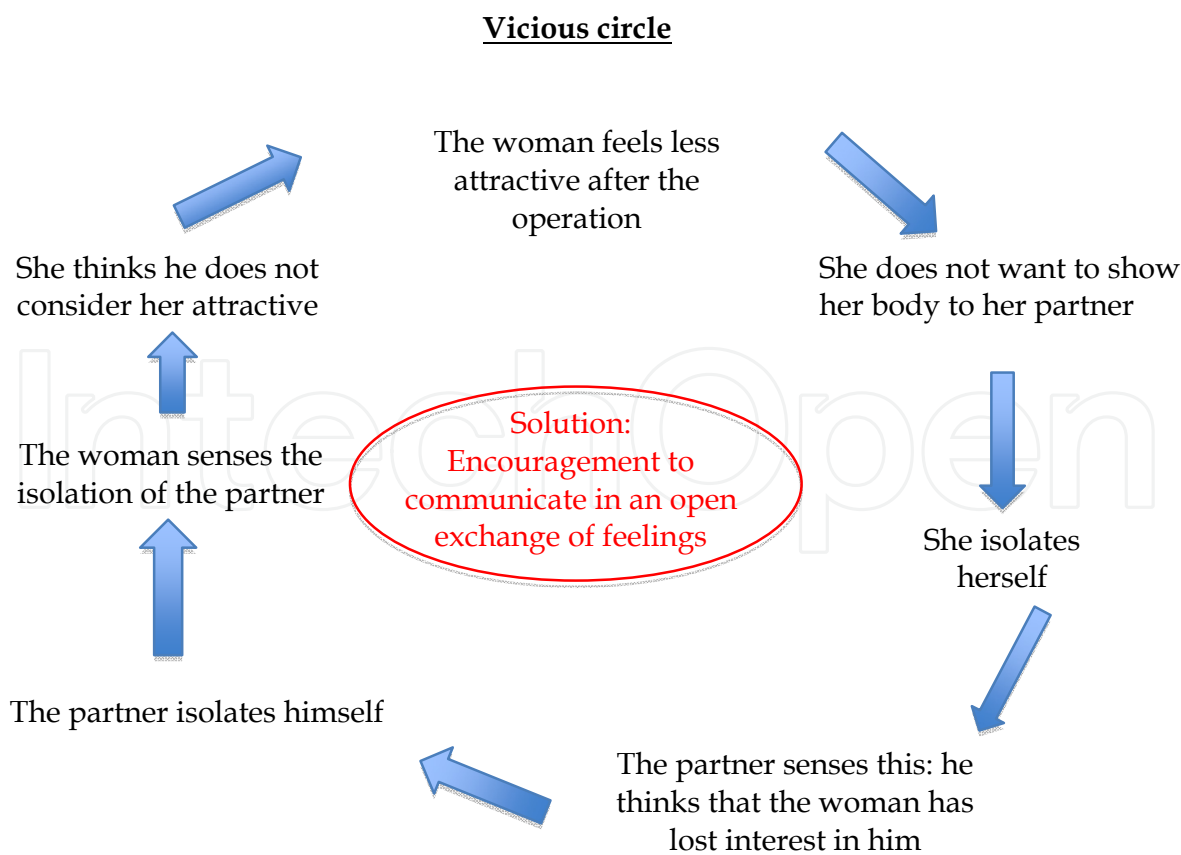 Vicious circle
The woman feels less
attractive after the
operation
She does not want to show
her body to her partner
She isolates
herself
The partner senses this: he
thinks that the woman has
lost interest in him
The partner isolates himself
The woman senses the
isolation of the partner
She thinks he does not
consider her attractive
Solution:
Encouragement to
communicate in an open
exchange of feelings
IntechOpen